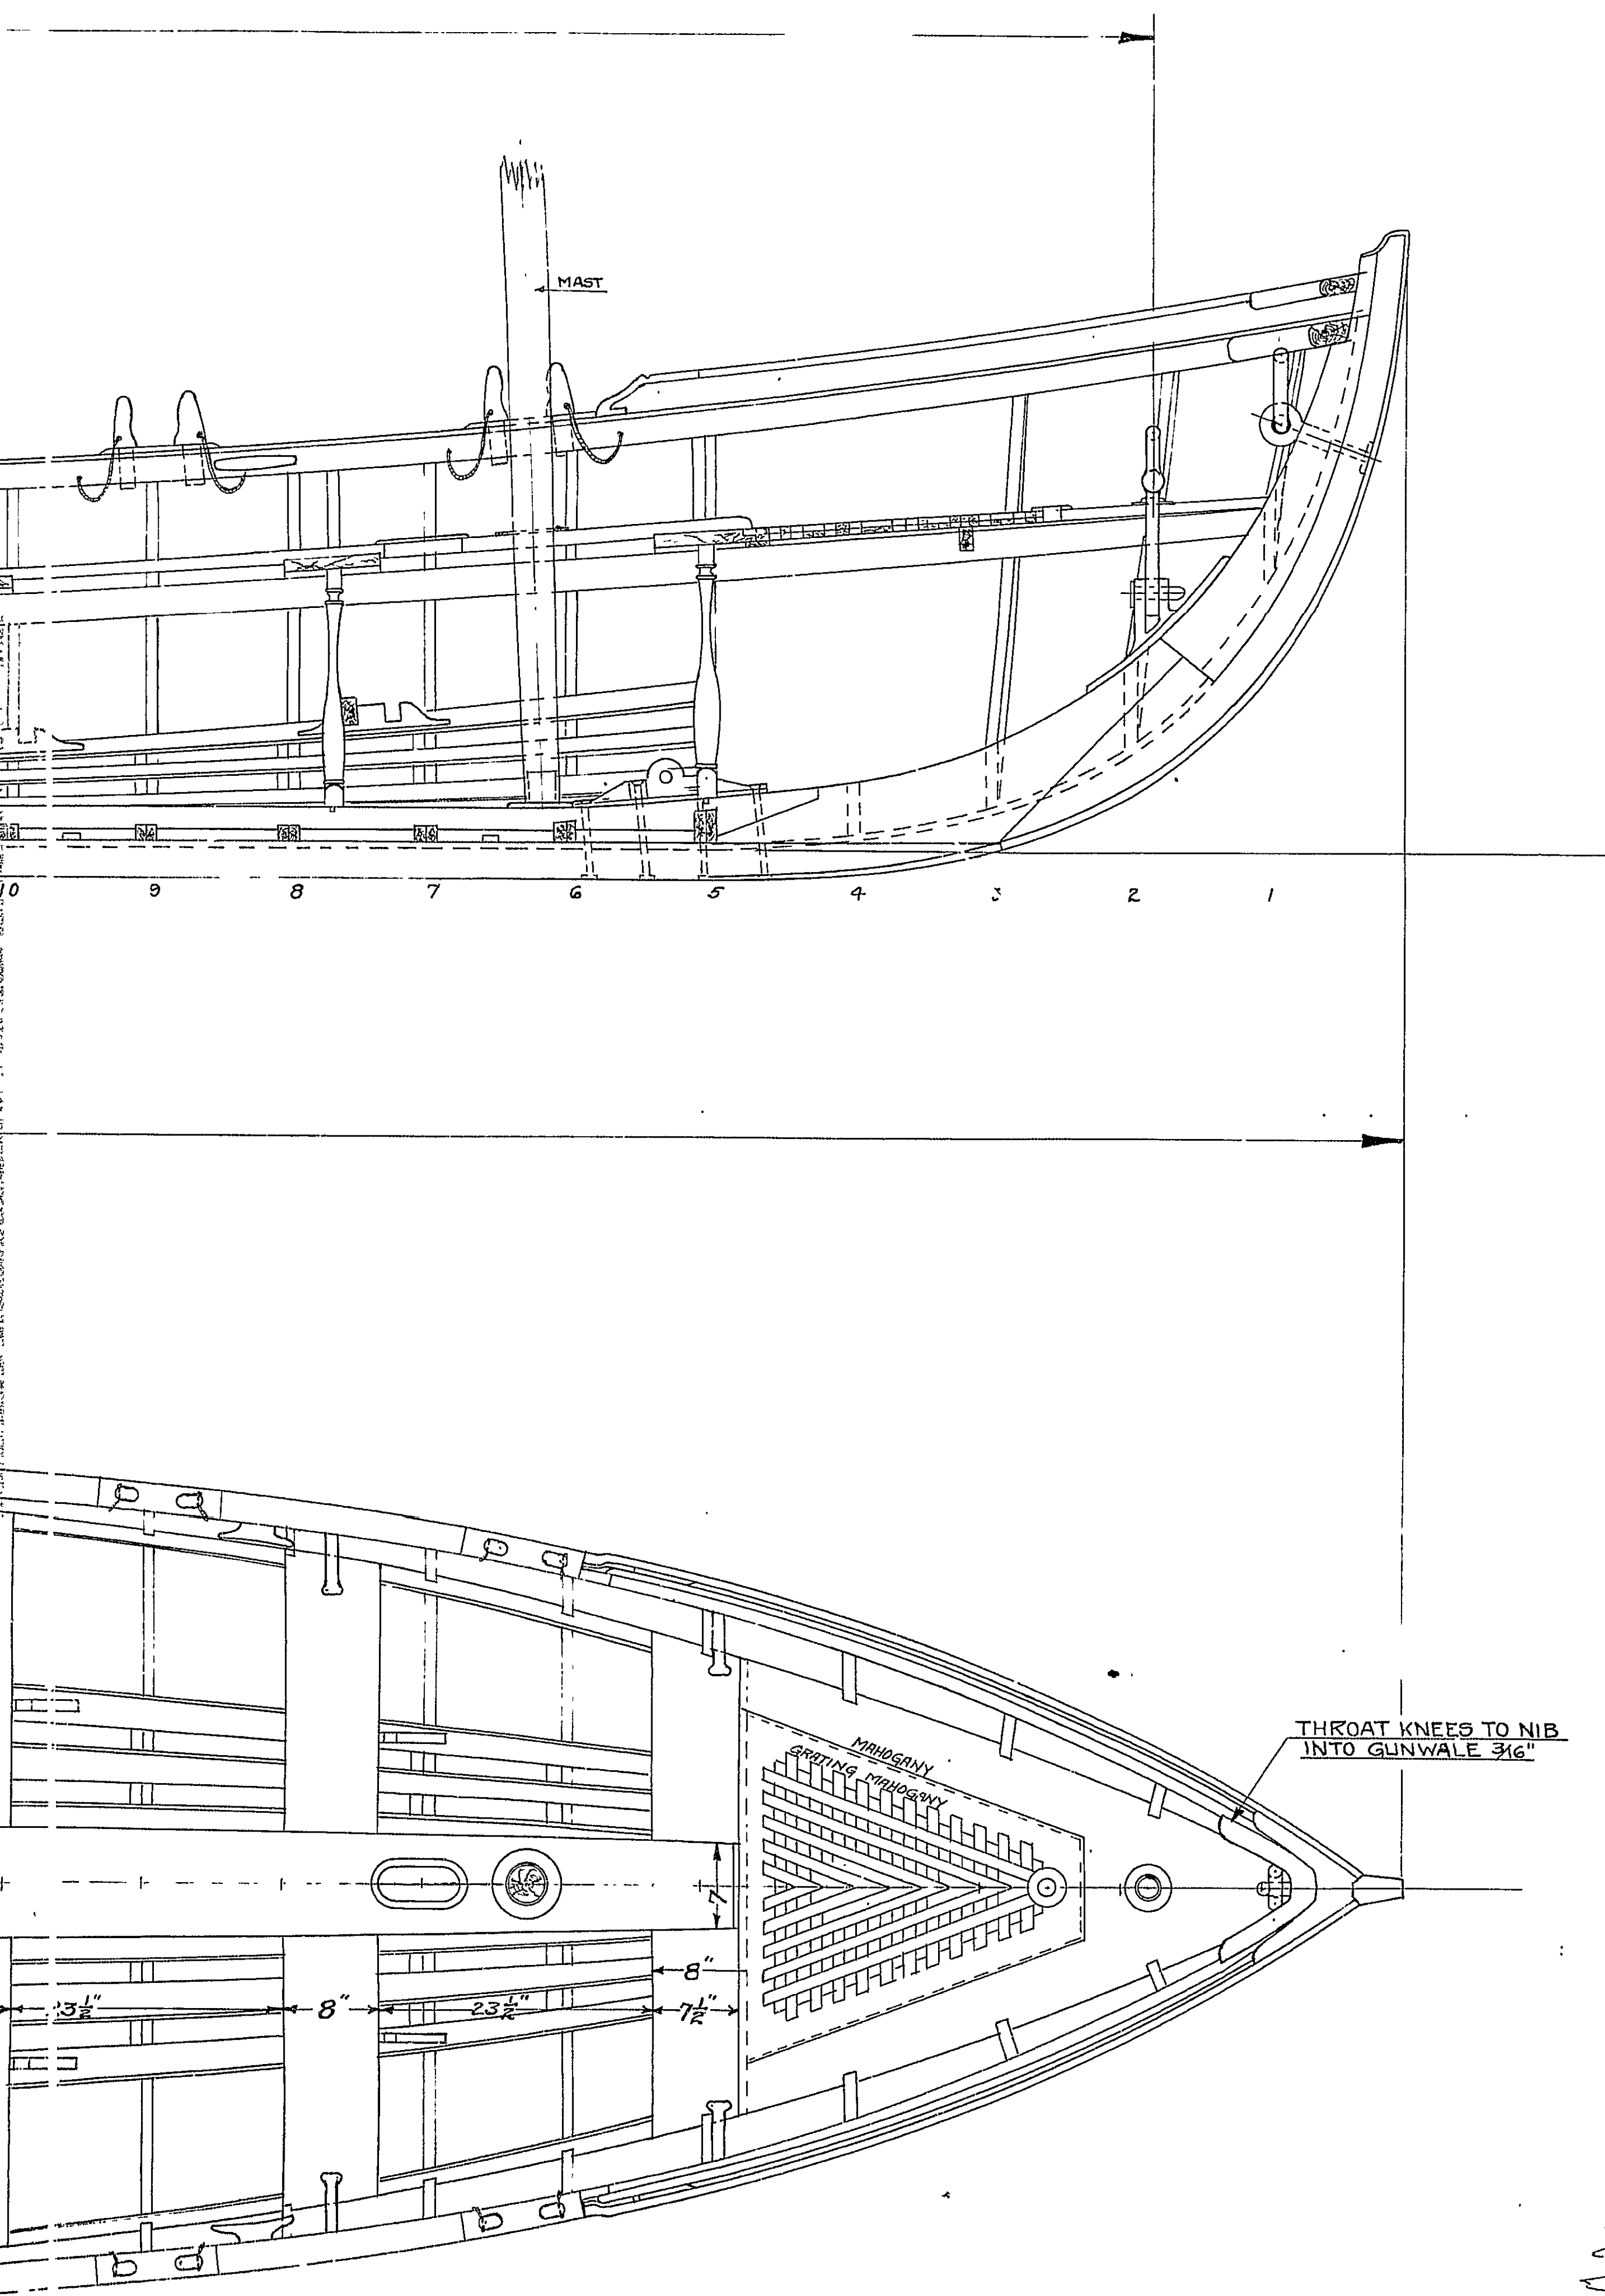 MAST
10 9 8 7 6 5 4 3 2 1
THROAT KNEES TO NIB
INTO GUNWALE 3/16"
MAHOGANY
GRATING MAHOGANY
7
8"
3½" 8" 23½" 7½"